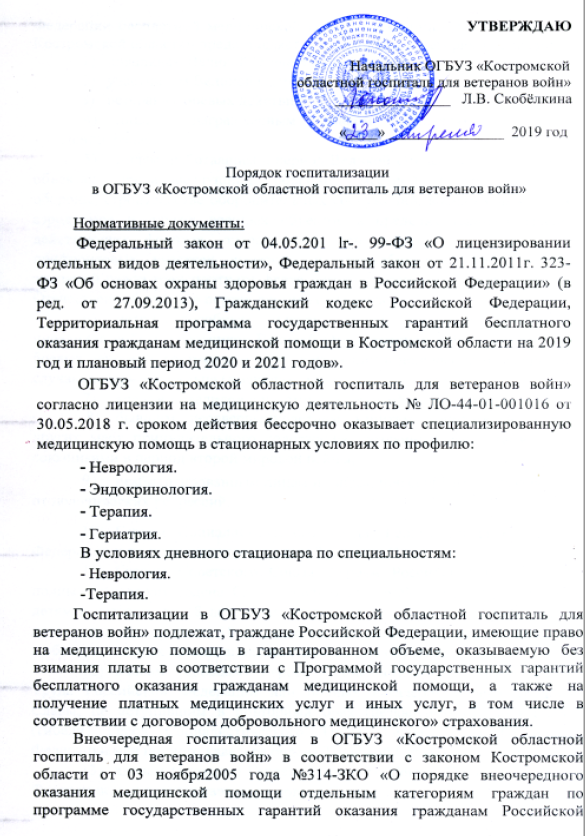 УТВЕРЖДАЮ
Начальник ОГБУЗ «Костромской
областной госпиталь для ветеранов войн»
Л.В. Скобёлкина
«23» апреля 2019 год
Порядок госпитализации
в ОГБУЗ «Костромской областной госпиталь для ветеранов войн»
Нормативные документы:
Федеральный закон от 04.05.201 lг-. 99-ФЗ «О лицензировании
отдельных видов деятельности», Федеральный закон от 21.11.2011г. 323-
ФЗ «Об основах охраны здоровья граждан в Российской Федерации» (в
ред. от 27.09.2013), Гражданский кодекс Российской Федерации,
Территориальная программа государственных гарантий бесплатного
оказания гражданам медицинской помощи в Костромской области на 2019
год и плановый период 2020 и 2021 годов».
ОГБУЗ «Костромской областной госпиталь для ветеранов войн»
согласно лицензии на медицинскую деятельность № ЛО-44-01-001016 от
30.05.2018 г. сроком действия бессрочно оказывает специализированную
медицинскую помощь в стационарных условиях по профилю:
- Неврология.
- Эндокринология.
- Терапия.
- Гериатрия.
В условиях дневного стационара по специальностям:
- Неврология.
-Терапия.
Госпитализации в ОГБУЗ «Костромской областной госпиталь для
ветеранов войн» подлежат, граждане Российской Федерации, имеющие право
на медицинскую помощь в гарантированном объеме, оказываемую без
взимания платы в соответствии с Программой государственных гарантий
бесплатного оказания гражданам медицинской помощи, а также на
получение платных медицинских услуг и иных услуг, в том числе в
соответствии с договором добровольного медицинского» страхования.
Внеочередная госпитализация в ОГБУЗ «Костромской областной
госпиталь для ветеранов войн» в соответствии с законом Костромской
области от 03 ноября2005 года №314-ЗКО «О порядке внеочередного
оказания медицинской помощи отдельным категориям граждан по
программе государственных гарантий оказания гражданам Российской